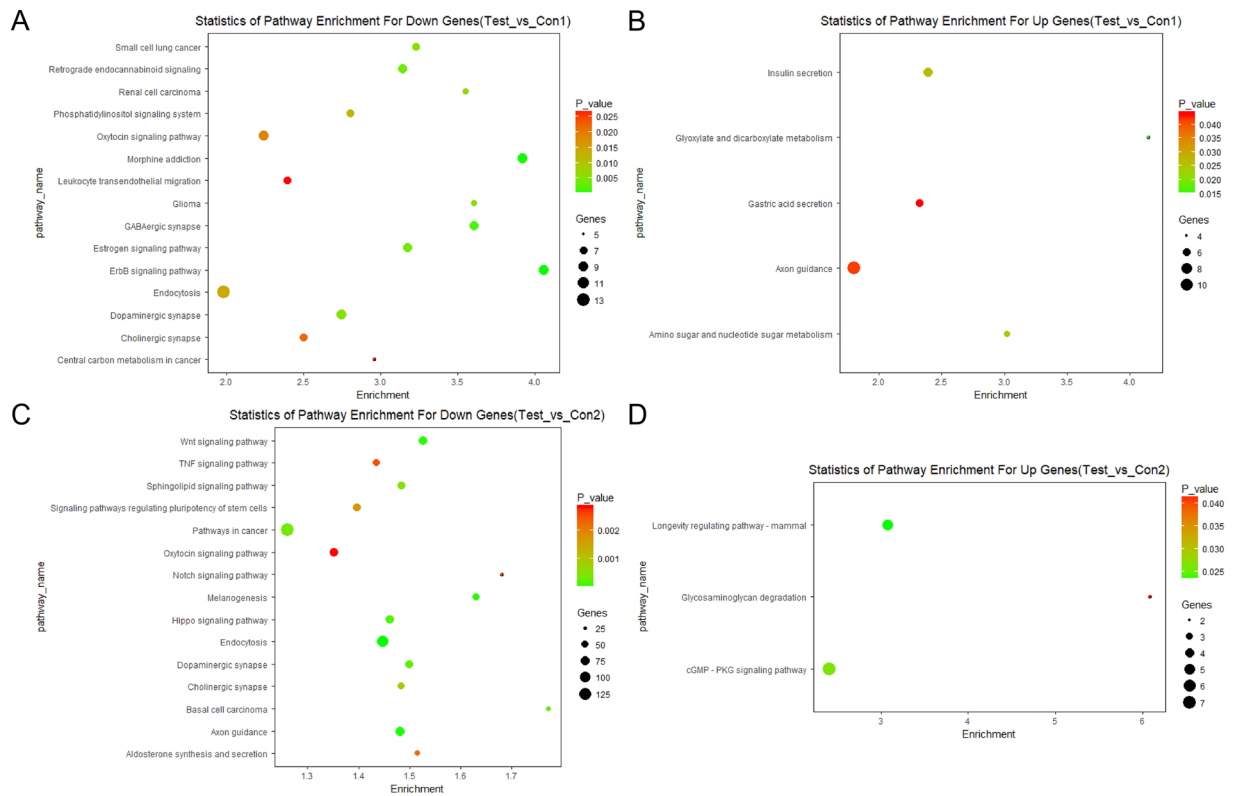 A
Statistics of Pathway Enrichment For Down Genes(Test_vs_Con1)
pathway_name
Small cell lung cancer
Retrograde endocannabinoid signaling
Renal cell carcinoma
Phosphatidylinositol signaling system
Oxytocin signaling pathway
Morphine addiction
Leukocyte transendothelial migration
Glioma
GABAergic synapse
Estrogen signaling pathway
ErbB signaling pathway
Endocytosis
Dopaminergic synapse
Cholinergic synapse
Central carbon metabolism in cancer
2.0 2.5 3.0 3.5 4.0
Enrichment
P_value
0.025
0.020
0.015
0.010
0.005
Genes
5
7
9
11
13
B
Statistics of Pathway Enrichment For Up Genes(Test_vs_Con1)
pathway_name
Insulin secretion
Glyoxylate and dicarboxylate metabolism
Gastric acid secretion
Axon guidance
Amino sugar and nucleotide sugar metabolism
2.0 2.5 3.0 3.5 4.0
Enrichment
P_value
0.040
0.035
0.030
0.025
0.020
0.015
Genes
4
6
8
10
C
Statistics of Pathway Enrichment For Down Genes(Test_vs_Con2)
pathway_name
Wnt signaling pathway
TNF signaling pathway
Sphingolipid signaling pathway
Signaling pathways regulating pluripotency of stem cells
Pathways in cancer
Oxytocin signaling pathway
Notch signaling pathway
Melanogenesis
Hippo signaling pathway
Endocytosis
Dopaminergic synapse
Cholinergic synapse
Basal cell carcinoma
Axon guidance
Aldosterone synthesis and secretion
1.3 1.4 1.5 1.6 1.7
Enrichment
P_value
0.002
0.001
Genes
25
50
75
100
125
D
Statistics of Pathway Enrichment For Up Genes(Test_vs_Con2)
pathway_name
Longevity regulating pathway - mammal
Glycosaminoglycan degradation
cGMP - PKG signaling pathway
3 4 5 6
Enrichment
P_value
0.040
0.035
0.030
0.025
Genes
2
3
4
5
6
7